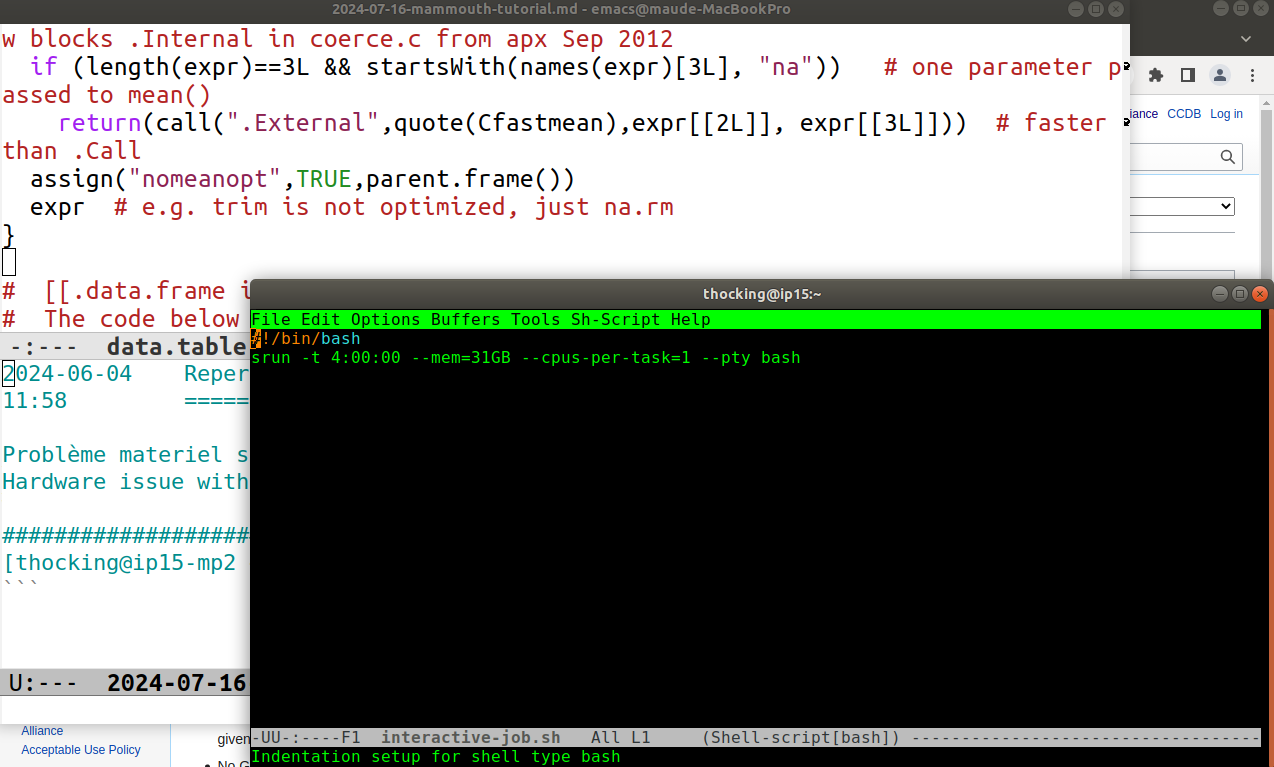 2024-07-16-mammouth-tutorial.md - emacs@maude-MacBookPro
w blocks .Internal in coerce.c from apx Sep 2012
  if (length(expr)==3L && startsWith(names(expr)[3L], "na"))   # one parameter p
assed to mean()
    return(call(".External",quote(Cfastmean),expr[[2L]], expr[[3L]]))  # faster
than .Call
  assign("nomeanopt",TRUE,parent.frame())
  expr  # e.g. trim is not optimized, just na.rm
}
#  [[.data.frame i
#  The code below
-:---  data.table
2024-06-04    Reper
11:58         =====
Problème materiel s
Hardware issue with
###################
[thocking@ip15-mp2
```
U:---  2024-07-16
iance CCDB Log in
Alliance
Acceptable Use Policy
given
No G
thocking@ip15:~
File Edit Options Buffers Tools Sh-Script Help
#!/bin/bash
srun -t 4:00:00 --mem=31GB --cpus-per-task=1 --pty bash
-UU-:----F1  interactive-job.sh   All L1     (Shell-script[bash]) -----------------------------------
Indentation setup for shell type bash